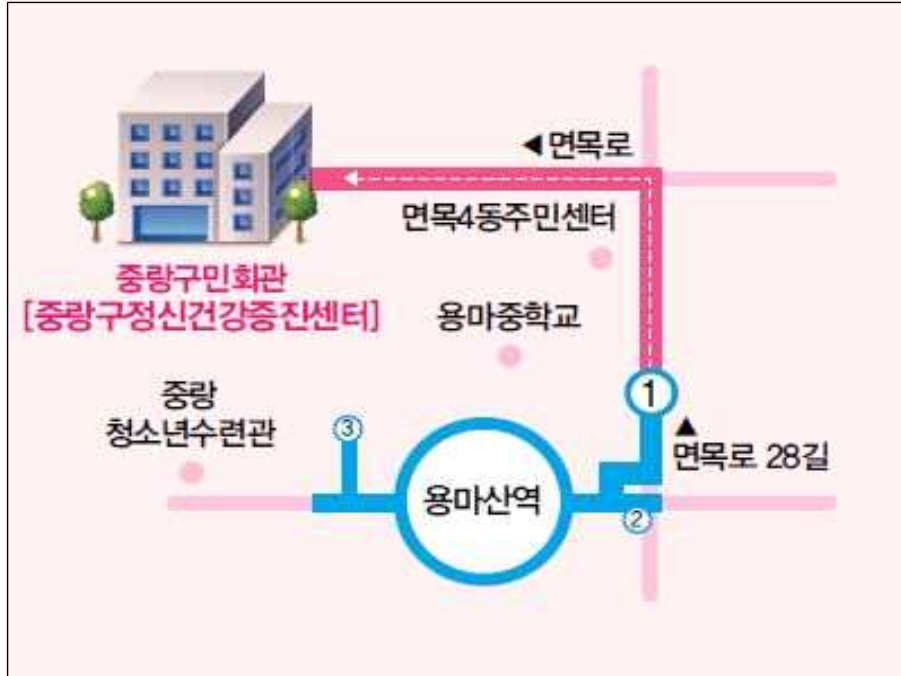 ◀면목로
면목4동주민센터
중랑구민회관
[중랑구정신건강증진센터]
용마중학교
1
중랑
청소년수련관
③
▲
면목로 28길
용마산역
②